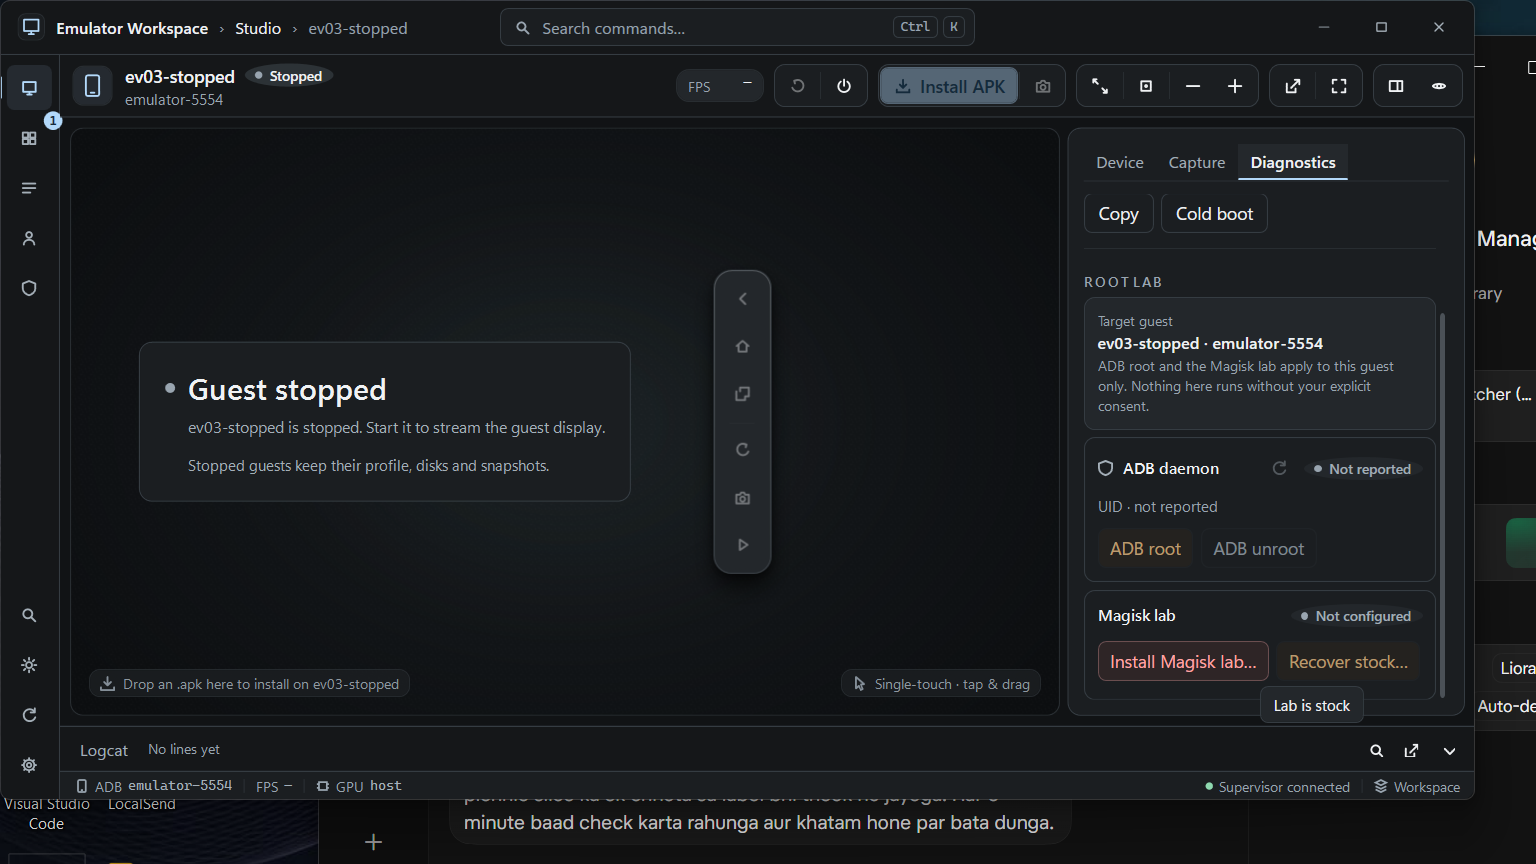 Emulator Workspace › Studio › ev03-stopped
Search commands...
Ctrl K
ev03-stopped
Stopped
emulator-5554
FPS –
Install APK
1
Guest stopped
ev03-stopped is stopped. Start it to stream the guest display.
Stopped guests keep their profile, disks and snapshots.
Drop an .apk here to install on ev03-stopped
Single-touch · tap & drag
Device Capture Diagnostics
Copy Cold boot
ROOT LAB
Target guest
ev03-stopped · emulator-5554
ADB root and the Magisk lab apply to this guest
only. Nothing here runs without your explicit
consent.
ADB daemon
Not reported
UID · not reported
ADB root ADB unroot
Magisk lab
Not configured
Install Magisk lab... Recover stock...
Lab is stock
Logcat No lines yet
ADB emulator-5554 FPS – GPU host
Supervisor connected Workspace
Visual Studio
Code
LocalSend
minute baad check karta rahunga aur khatam hone par bata dunga.